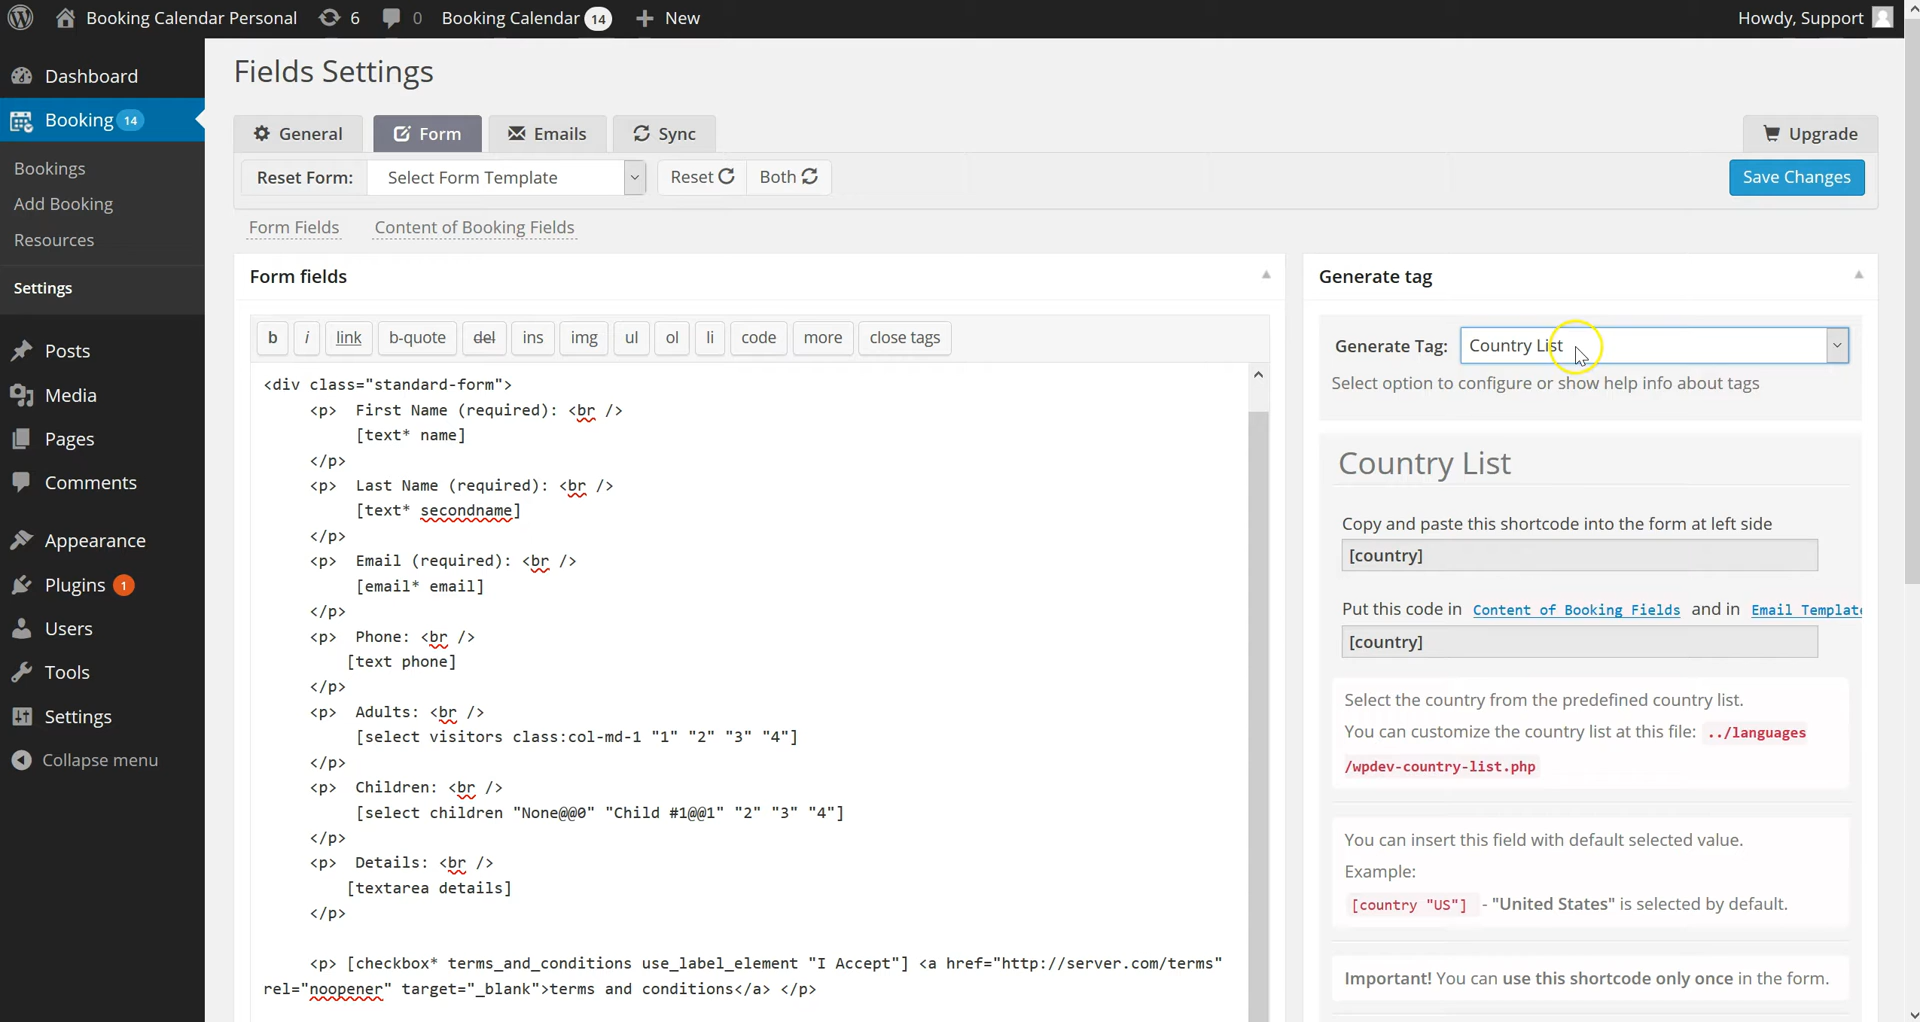 Booking Calendar Personal 6 0 Booking Calendar 14 New Howdy, Support
Dashboard
Booking 14
Bookings
Add Booking
Resources
Settings
Posts
Media
Pages
Comments
Appearance
Plugins 1
Users
Tools
Settings
Collapse menu
Fields Settings
General Form Emails Sync Upgrade
Reset Form: Select Form Template Reset Both Save Changes
Form Fields Content of Booking Fields
Form fields
b i link b-quote del ins img ul ol li code more close tags
<div class="standard-form">
<p> First Name (required): <br />
[text* name]
</p>
<p> Last Name (required): <br />
[text* secondname]
</p>
<p> Email (required): <br />
[email* email]
</p>
<p> Phone: <br />
[text phone]
</p>
<p> Adults: <br />
[select visitors class:col-md-1 "1" "2" "3" "4"]
</p>
<p> Children: <br />
[select children "None@@0" "Child #1@@1" "2" "3" "4"]
</p>
<p> Details: <br />
[textarea details]
</p>
<p> [checkbox* terms_and_conditions use_label_element "I Accept"] <a href="http://server.com/terms"
rel="noopener" target="_blank">terms and conditions</a> </p>
Generate tag
Generate Tag: Country List
Select option to configure or show help info about tags
Country List
Copy and paste this shortcode into the form at left side
[country]
Put this code in Content of Booking Fields and in Email Template
[country]
Select the country from the predefined country list.
You can customize the country list at this file: ../languages
/wpdev-country-list.php
You can insert this field with default selected value.
Example:
[country "US"] - "United States" is selected by default.
Important! You can use this shortcode only once in the form.